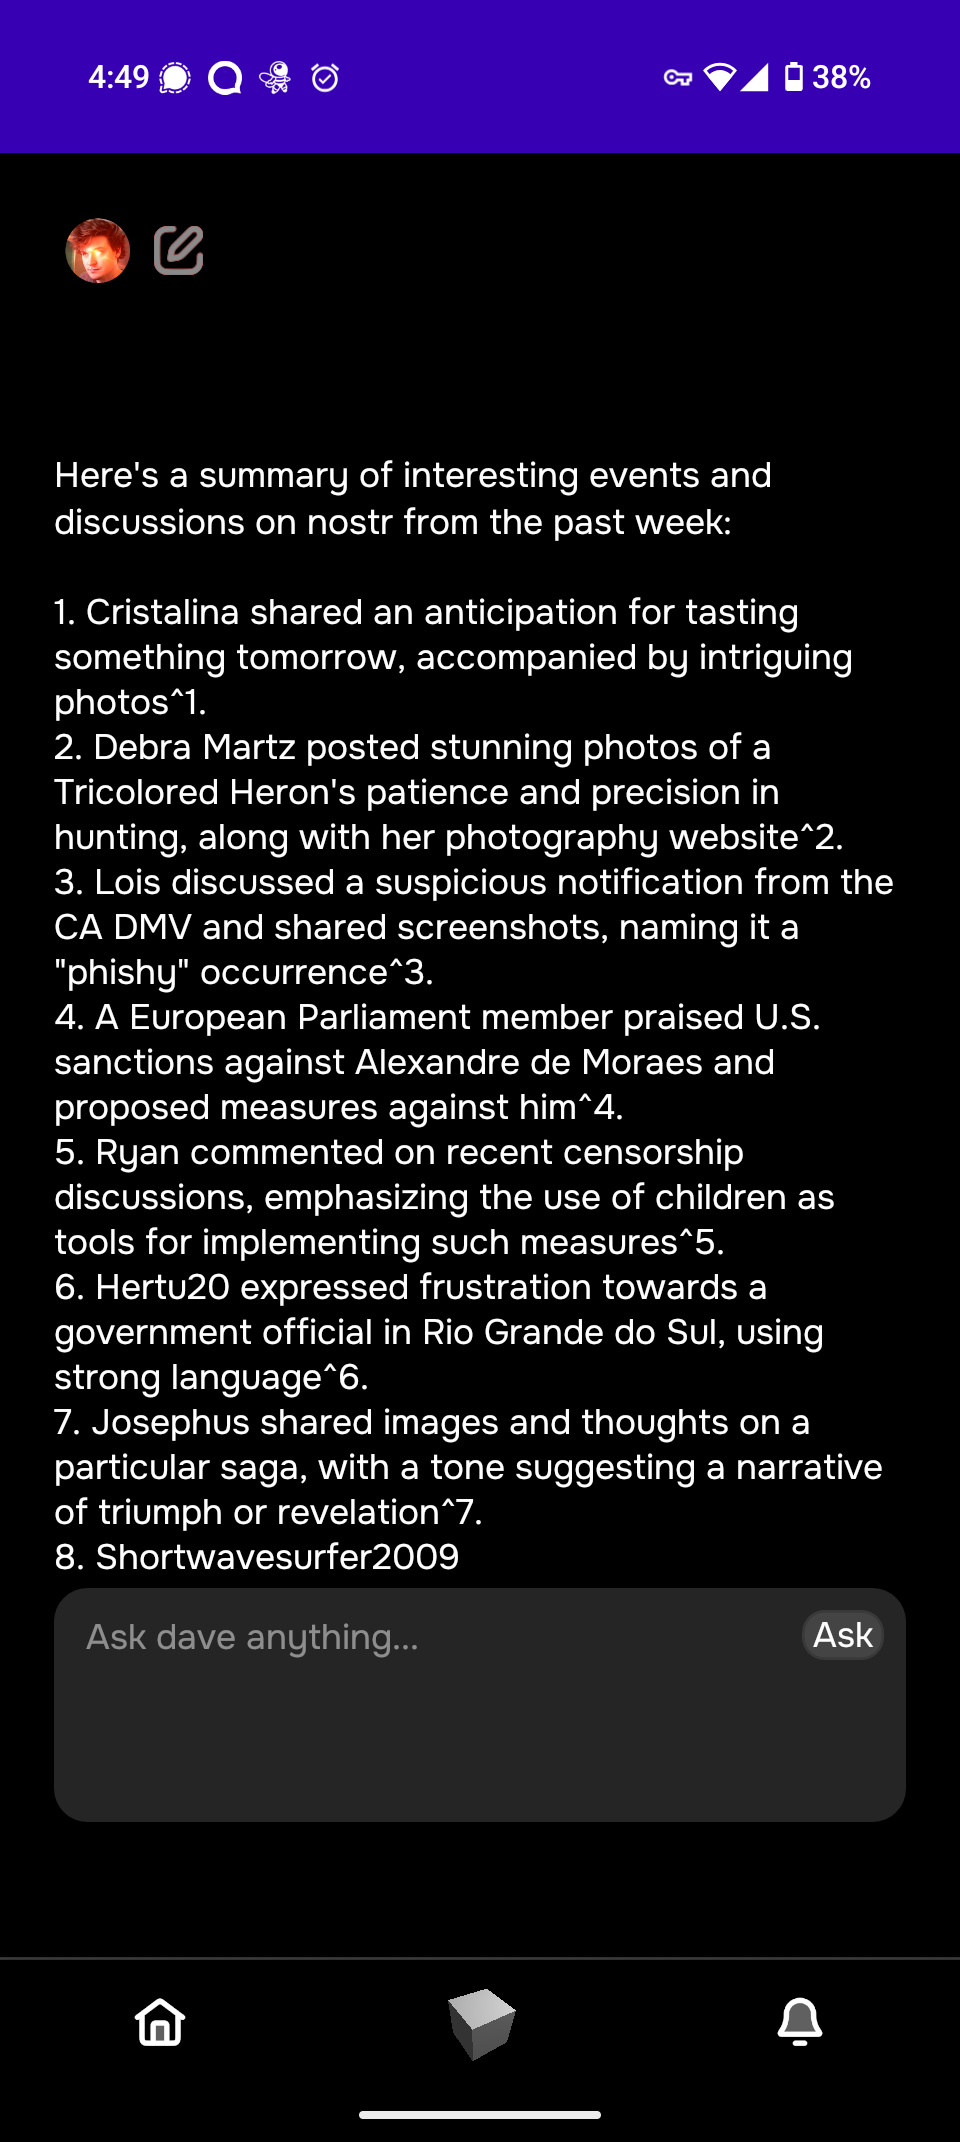 4:49
38%
Here's a summary of interesting events and
discussions on nostr from the past week:
1. Cristalina shared an anticipation for tasting
something tomorrow, accompanied by intriguing
photos^1.
2. Debra Martz posted stunning photos of a
Tricolored Heron's patience and precision in
hunting, along with her photography website^2.
3. Lois discussed a suspicious notification from the
CA DMV and shared screenshots, naming it a
"phishy" occurrence^3.
4. A European Parliament member praised U.S.
sanctions against Alexandre de Moraes and
proposed measures against him^4.
5. Ryan commented on recent censorship
discussions, emphasizing the use of children as
tools for implementing such measures^5.
6. Hertu20 expressed frustration towards a
government official in Rio Grande do Sul, using
strong language^6.
7. Josephus shared images and thoughts on a
particular saga, with a tone suggesting a narrative
of triumph or revelation^7.
8. Shortwavesurfer2009
Ask dave anything...
Ask